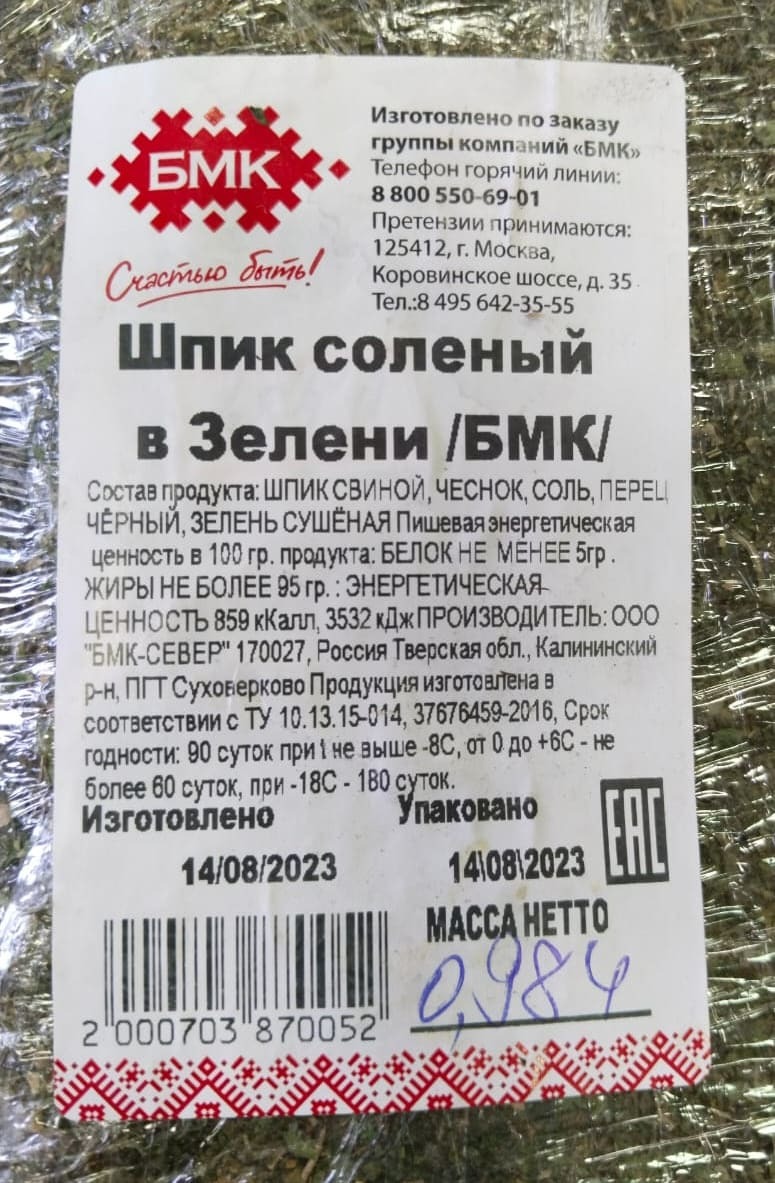 БМК
Счастью быть!
Изготовлено по заказу
группы компаний «БМК»
Телефон горячий линии:
8 800 550-69-01
Претензии принимаются:
125412, г. Москва,
Коровинское шоссе, д. 35
Тел.:8 495 642-35-55
Шпик соленый
в Зелени /БМК/
Состав продукта: ШПИК СВИНОЙ, ЧЕСНОК, СОЛЬ, ПЕРЕЦ
ЧЁРНЫЙ, ЗЕЛЕНЬ СУШЁНАЯ Пишевая энергетическая
ценность в 100 гр. продукта: БЕЛОК НЕ МЕНЕЕ 5гр.
ЖИРЫ НЕ БОЛЕЕ 95 гр. : ЭНЕРГЕТИЧЕСКАЯ
ЦЕННОСТЬ 859 кКалл, 3532 кДж ПРОИЗВОДИТЕЛЬ: ООО
"БМК-СЕВЕР" 170027, Россия Тверская обл., Калининский
р-н, ПГТ Суховерково Продукция изготовлена в
соответствии с ТУ 10.13.15-014, 37676459-2016, Срок
годности: 90 суток при t не выше -8С, от 0 до +6С - не
более 60 суток, при -18С - 180 суток.
Изготовлено Упаковано
14/08/2023 14\08\2023 EAC
МАССА НЕТТО
0,984
2 000703 870052